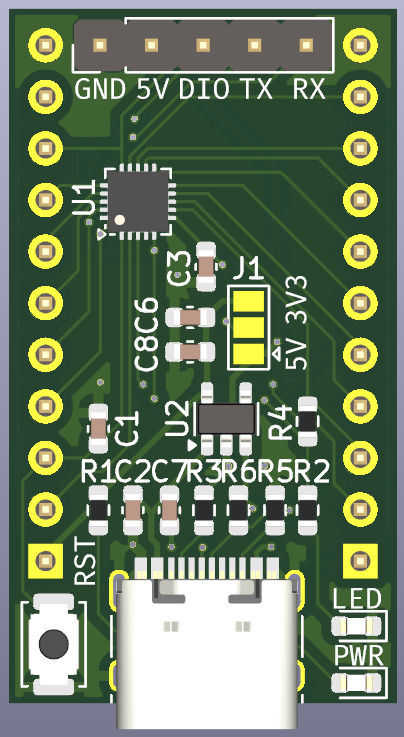 GND 5V DIO TX RX
U1
C3
J1
C8C6
5V 3V3
U2
R4
C1
R1C2C7R3R6R5R2
RST
LED
PWR